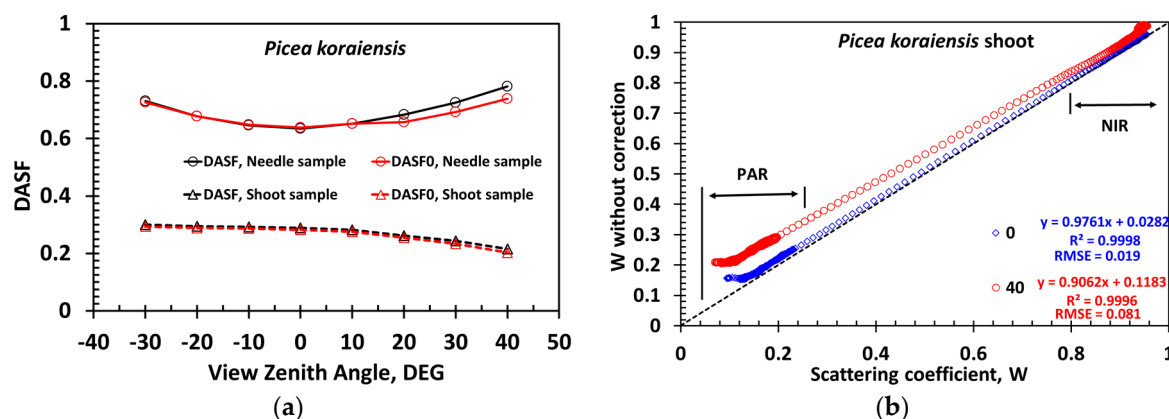 Picea koraiensis
DASF
1
0.8
0.6
0.4
0.2
0
DASF, Needle sample
DASF0, Needle sample
DASF, Shoot sample
DASF0, Shoot sample
-40 -30 -20 -10 0 10 20 30 40 50
View Zenith Angle, DEG
(a)
Picea koraiensis shoot
W without correction
1
0.9
0.8
0.7
0.6
0.5
0.4
0.3
0.2
0.1
0
PAR
NIR
0
y = 0.9761x + 0.0282
R² = 0.9998
RMSE = 0.019
40
y = 0.9062x + 0.1183
R² = 0.9996
RMSE = 0.081
0 0.2 0.4 0.6 0.8 1
Scattering coefficient, W
(b)